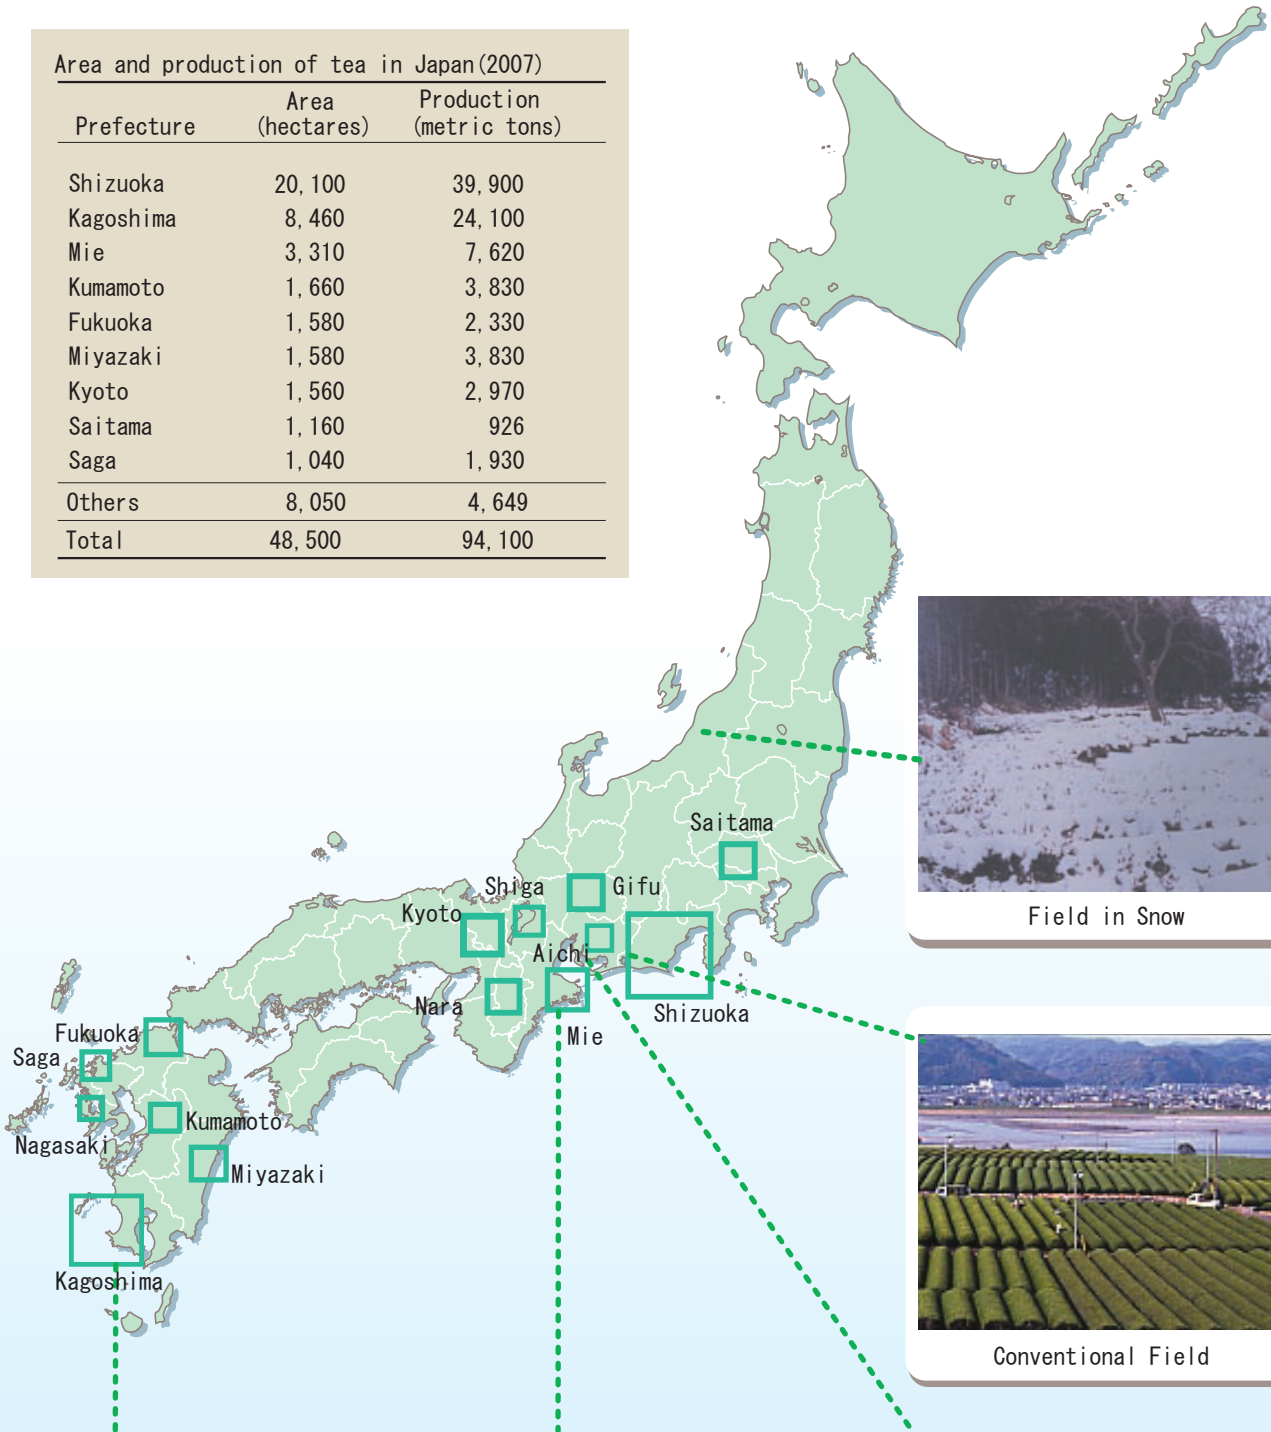 Area and production of tea in Japan(2007)
Prefecture Area (hectares) Production (metric tons)
Shizuoka 20,100 39,900
Kagoshima 8,460 24,100
Mie 3,310 7,620
Kumamoto 1,660 3,830
Fukuoka 1,580 2,330
Miyazaki 1,580 3,830
Kyoto 1,560 2,970
Saitama 1,160 926
Saga 1,040 1,930
Others 8,050 4,649
Total 48,500 94,100
Saitama
Shiga
Gifu
Kyoto
Aichi
Nara
Shizuoka
Mie
Fukuoka
Saga
Kumamoto
Nagasaki
Miyazaki
Kagoshima
Field in Snow
Conventional Field